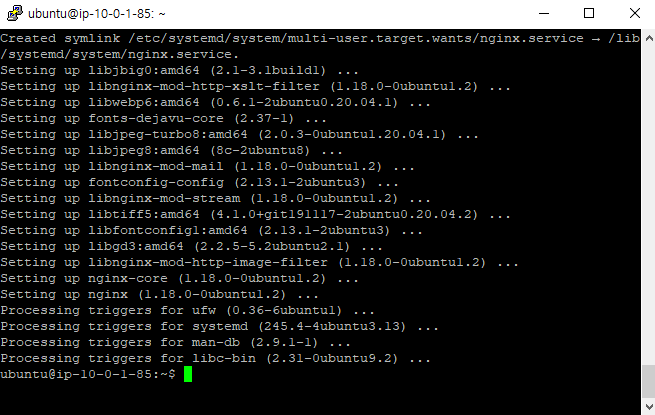 ubuntu@ip-10-0-1-85: ~
Created symlink /etc/systemd/system/multi-user.target.wants/nginx.service → /lib
/systemd/system/nginx.service.
Setting up libjbig0:amd64 (2.1-3.1build1) ...
Setting up libnginx-mod-http-xslt-filter (1.18.0-0ubuntu1.2) ...
Setting up libwebp6:amd64 (0.6.1-2ubuntu0.20.04.1) ...
Setting up fonts-dejavu-core (2.37-1) ...
Setting up libjpeg-turbo8:amd64 (2.0.3-0ubuntu1.20.04.1) ...
Setting up libjpeg8:amd64 (8c-2ubuntu8) ...
Setting up libnginx-mod-mail (1.18.0-0ubuntu1.2) ...
Setting up fontconfig-config (2.13.1-2ubuntu3) ...
Setting up libnginx-mod-stream (1.18.0-0ubuntu1.2) ...
Setting up libtiff5:amd64 (4.1.0+git191117-2ubuntu0.20.04.2) ...
Setting up libfontconfig1:amd64 (2.13.1-2ubuntu3) ...
Setting up libgd3:amd64 (2.2.5-5.2ubuntu2.1) ...
Setting up libnginx-mod-http-image-filter (1.18.0-0ubuntu1.2) ...
Setting up nginx-core (1.18.0-0ubuntu1.2) ...
Setting up nginx (1.18.0-0ubuntu1.2) ...
Processing triggers for ufw (0.36-6ubuntu1) ...
Processing triggers for systemd (245.4-4ubuntu3.13) ...
Processing triggers for man-db (2.9.1-1) ...
Processing triggers for libc-bin (2.31-0ubuntu9.2) ...
ubuntu@ip-10-0-1-85:~$